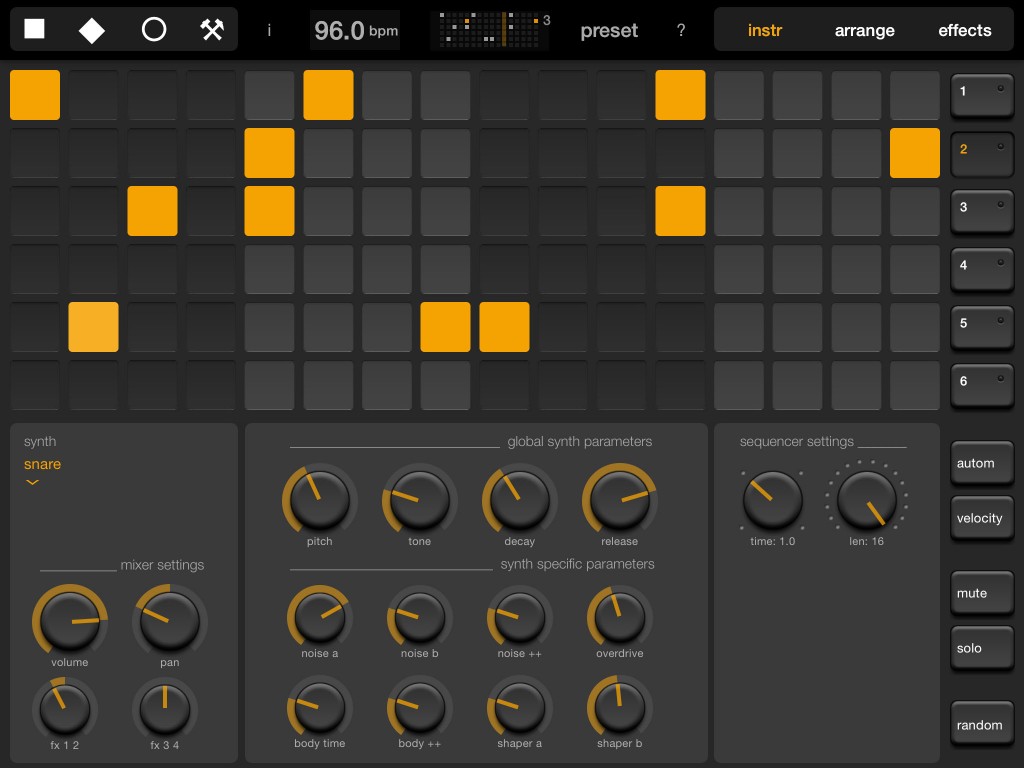 i 96.0 bpm 3 preset ? instr arrange effects
1
2
3
4
5
6
synth
snare
mixer settings
volume pan
fx 1 2 fx 3 4
global synth parameters
pitch tone decay release
synth specific parameters
noise a noise b noise ++ overdrive
body time body ++ shaper a shaper b
sequencer settings
time: 1.0 len: 16
autom
velocity
mute
solo
random